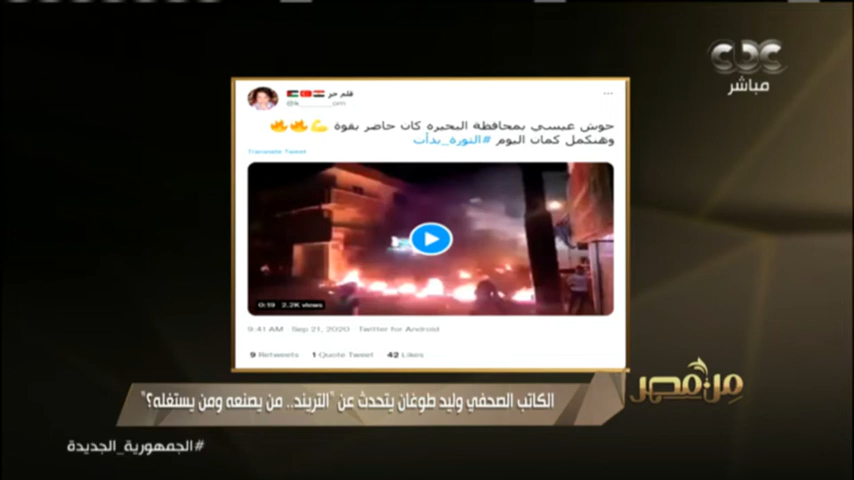 cbc
مباشر
قلم حر
حوش عيسى بمحافظة البحيرة كان حاضر بقوة
وهنكمل كمان اليوم #الثورة_بدأت
Translate Tweet
0:19 2.2K views
9:41 AM Sep 21, 2020 Twitter for Android
9 Retweets 1 Quote Tweet 42 Likes
من مصر
الكاتب الصحفي وليد طوغان يتحدث عن "التريند.. من يصنعه ومن يستغله؟"
#الجمهورية_الجديدة